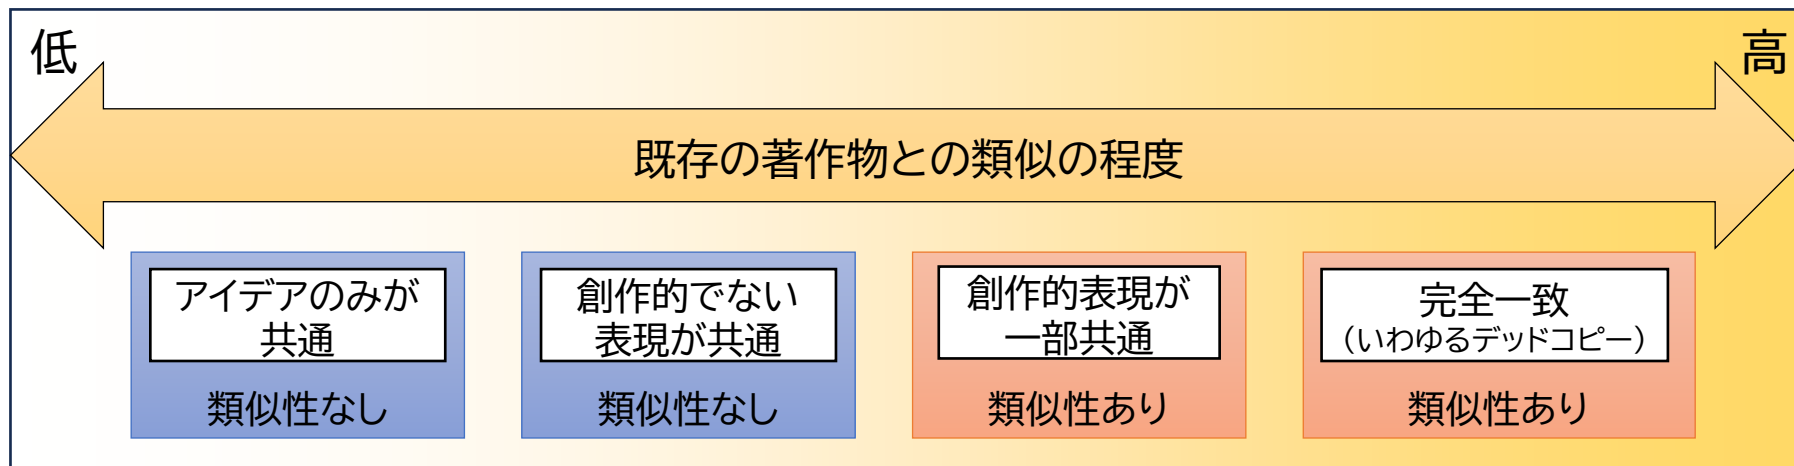 低
高
既存の著作物との類似の程度
アイデアのみが
共通
類似性なし
創作的でない
表現が共通
類似性なし
創作的表現が
一部共通
類似性あり
完全一致
（いわゆるデッドコピー）
類似性あり